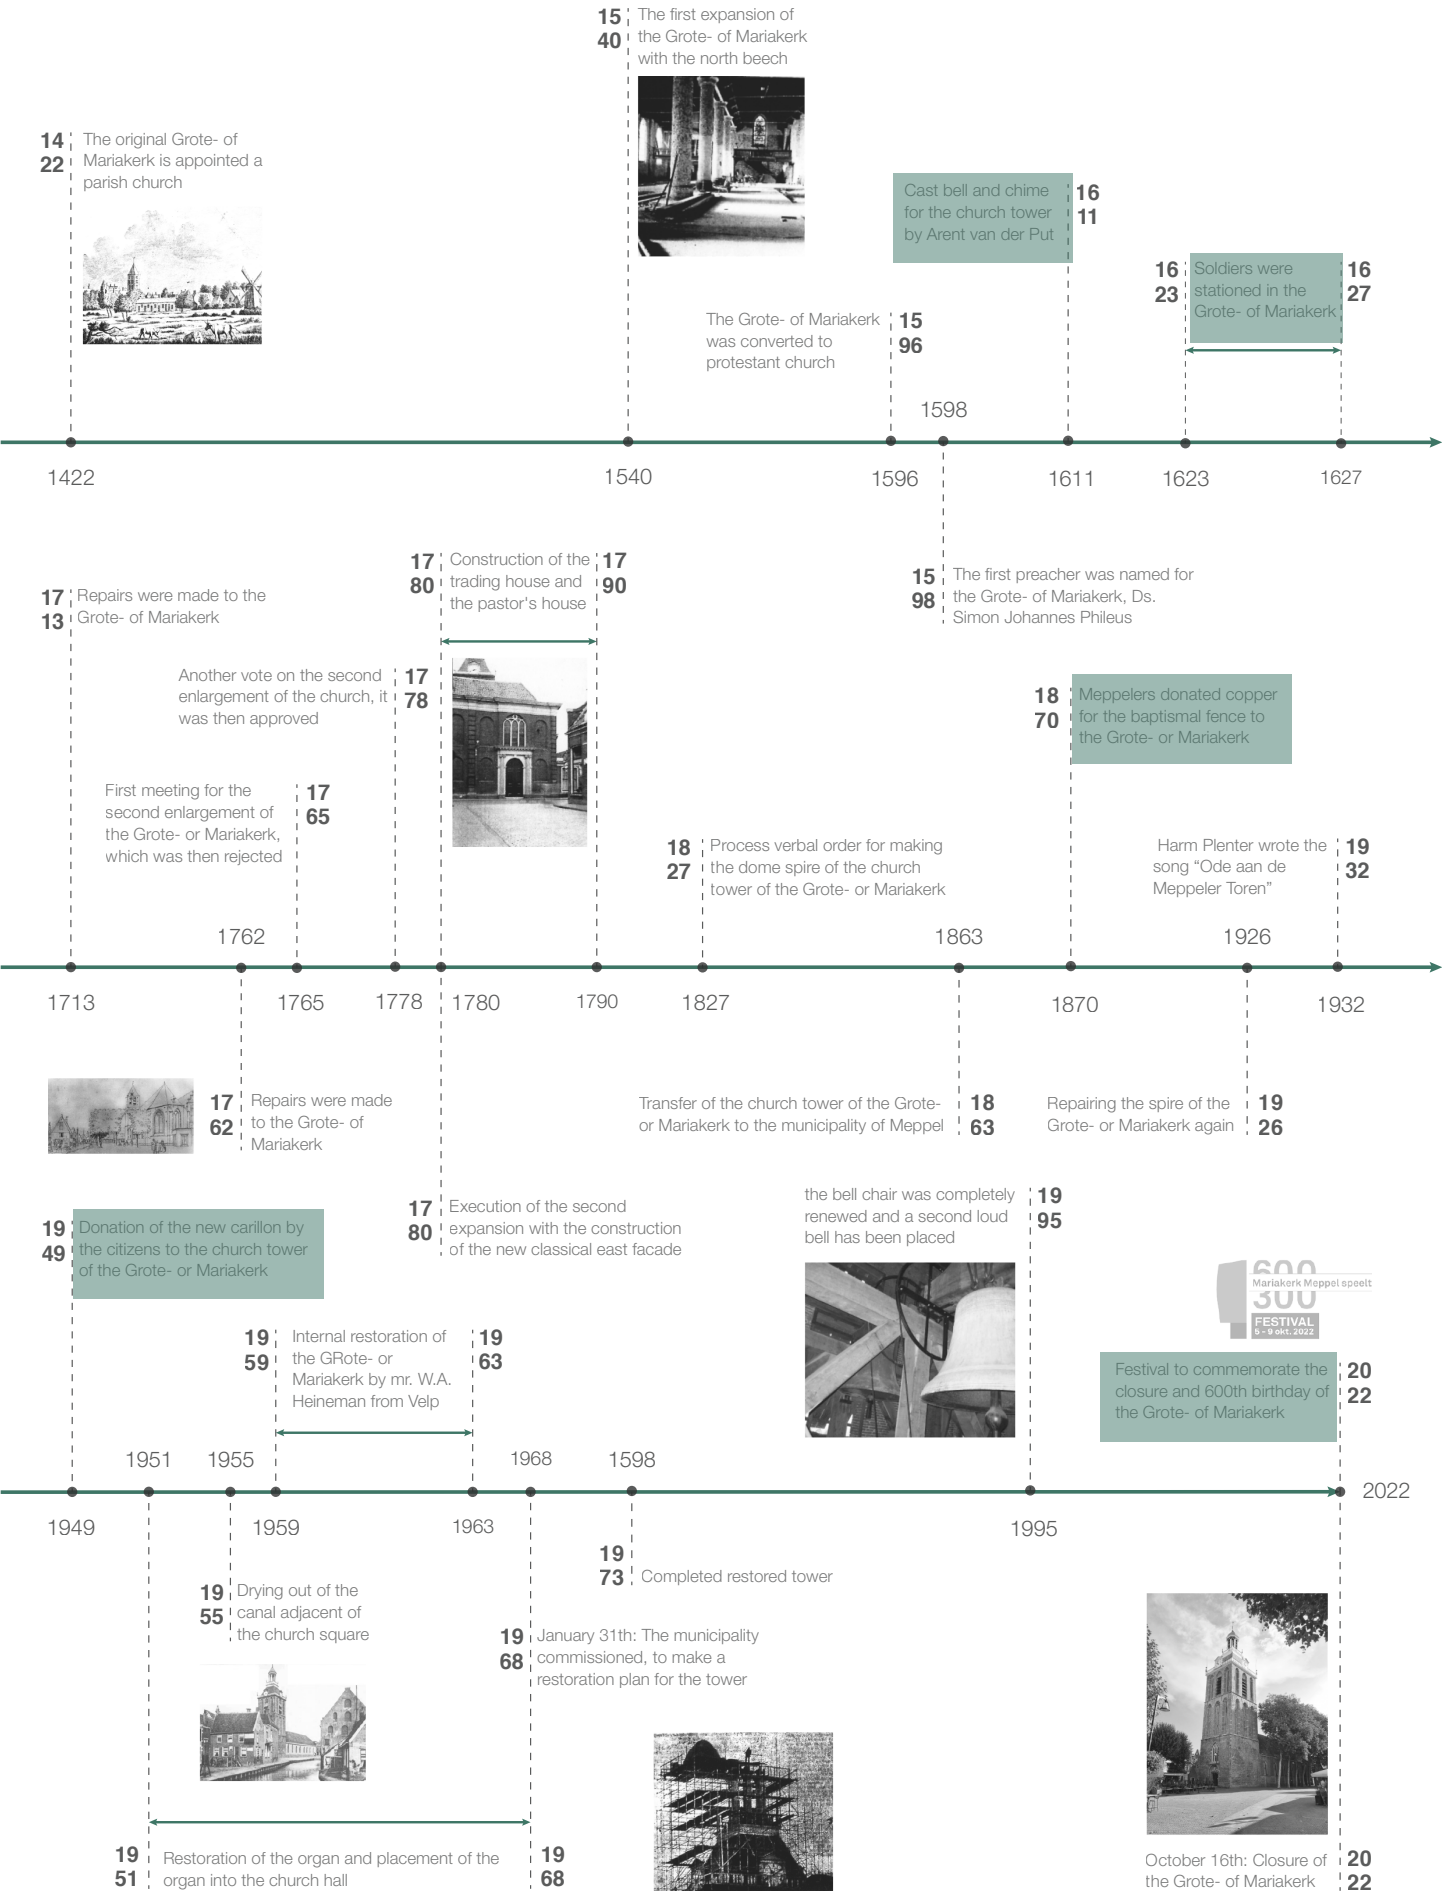 15
40
The first expansion of
the Grote- of Mariakerk
with the north beech
14
22
The original Grote- of
Mariakerk is appointed a
parish church
Cast bell and chime
for the church tower
by Arent van der Put
16
11
16
23
Soldiers were
stationed in the
Grote- of Mariakerk
16
27
The Grote- of Mariakerk
was converted to
protestant church
15
96
1598
1422
1540
1596
1611
1623
1627
15
98
The first preacher was named for
the Grote- of Mariakerk, Ds.
Simon Johannes Phileus
17
13
Repairs were made to the
Grote- of Mariakerk
17
80
Construction of the
trading house and
the pastor's house
17
90
Another vote on the second
enlargement of the church, it
was then approved
17
78
First meeting for the
second enlargement of
the Grote- or Mariakerk,
which was then rejected
17
65
18
27
Process verbal order for making
the dome spire of the church
tower of the Grote- or Mariakerk
18
70
Meppelers donated copper
for the baptismal fence to
the Grote- or Mariakerk
Harm Plenter wrote the
song “Ode aan de
Meppeler Toren”
19
32
1762
1863
1926
1713
1765
1778
1780
1790
1827
1870
1932
17
62
Repairs were made
to the Grote- of
Mariakerk
Transfer of the church tower of the Grote-
or Mariakerk to the municipality of Meppel
18
63
Repairing the spire of the
Grote- or Mariakerk again
19
26
17
80
Execution of the second
expansion with the construction
of the new classical east facade
19
49
Donation of the new carillon by
the citizens to the church tower
of the Grote- or Mariakerk
19
59
Internal restoration of
the GRote- or
Mariakerk by mr. W.A.
Heineman from Velp
19
63
the bell chair was completely
renewed and a second loud
bell has been placed
19
95
600
Mariakerk Meppel speelt
300
FESTIVAL
5 - 9 okt. 2022
Festival to commemorate the
closure and 600th birthday of
the Grote- of Mariakerk
20
22
1951
1955
1968
1598
2022
1949
1959
1963
1995
19
73
Completed restored tower
19
55
Drying out of the
canal adjacent of
the church square
19
68
January 31th: The municipality
commissioned, to make a
restoration plan for the tower
19
51
Restoration of the organ and placement of the
organ into the church hall
19
68
October 16th: Closure of
the Grote- of Mariakerk
20
22